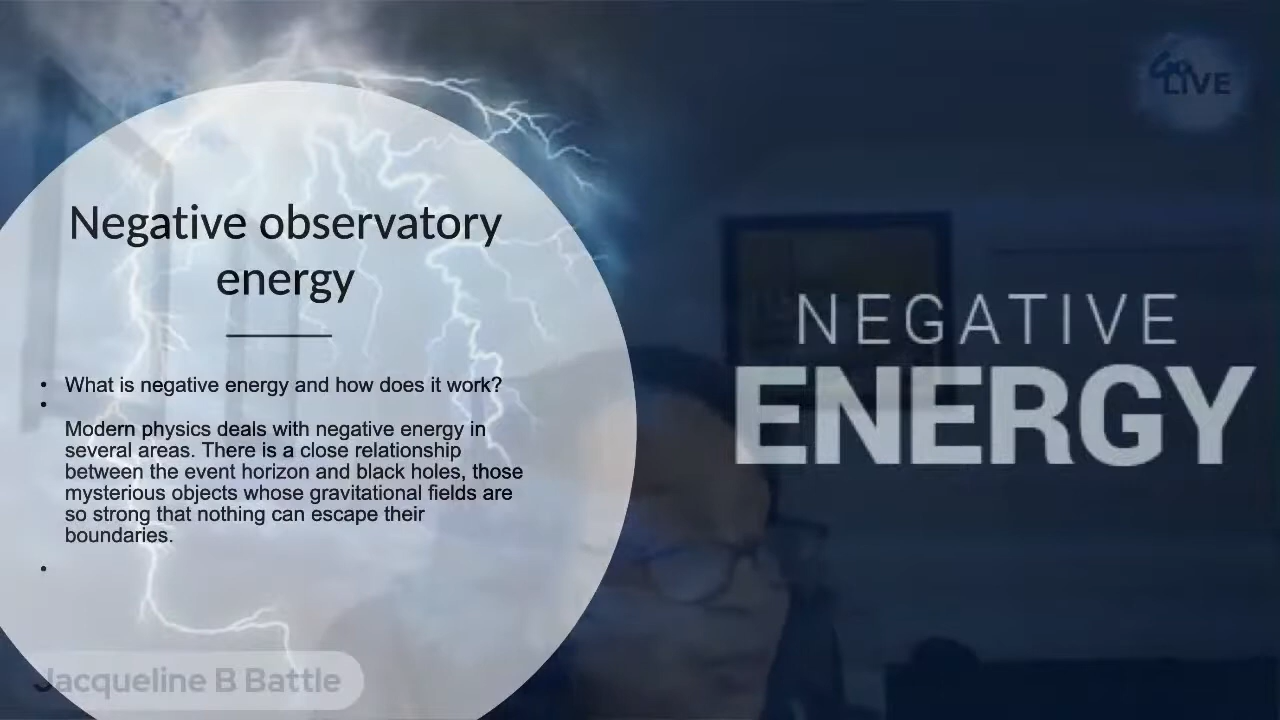 Go
LIVE
Negative observatory
energy
• What is negative energy and how does it work?
•
Modern physics deals with negative energy in
several areas. There is a close relationship
between the event horizon and black holes, those
mysterious objects whose gravitational fields are
so strong that nothing can escape their
boundaries.
•
NEGATIVE
ENERGY
Jacqueline B Battle